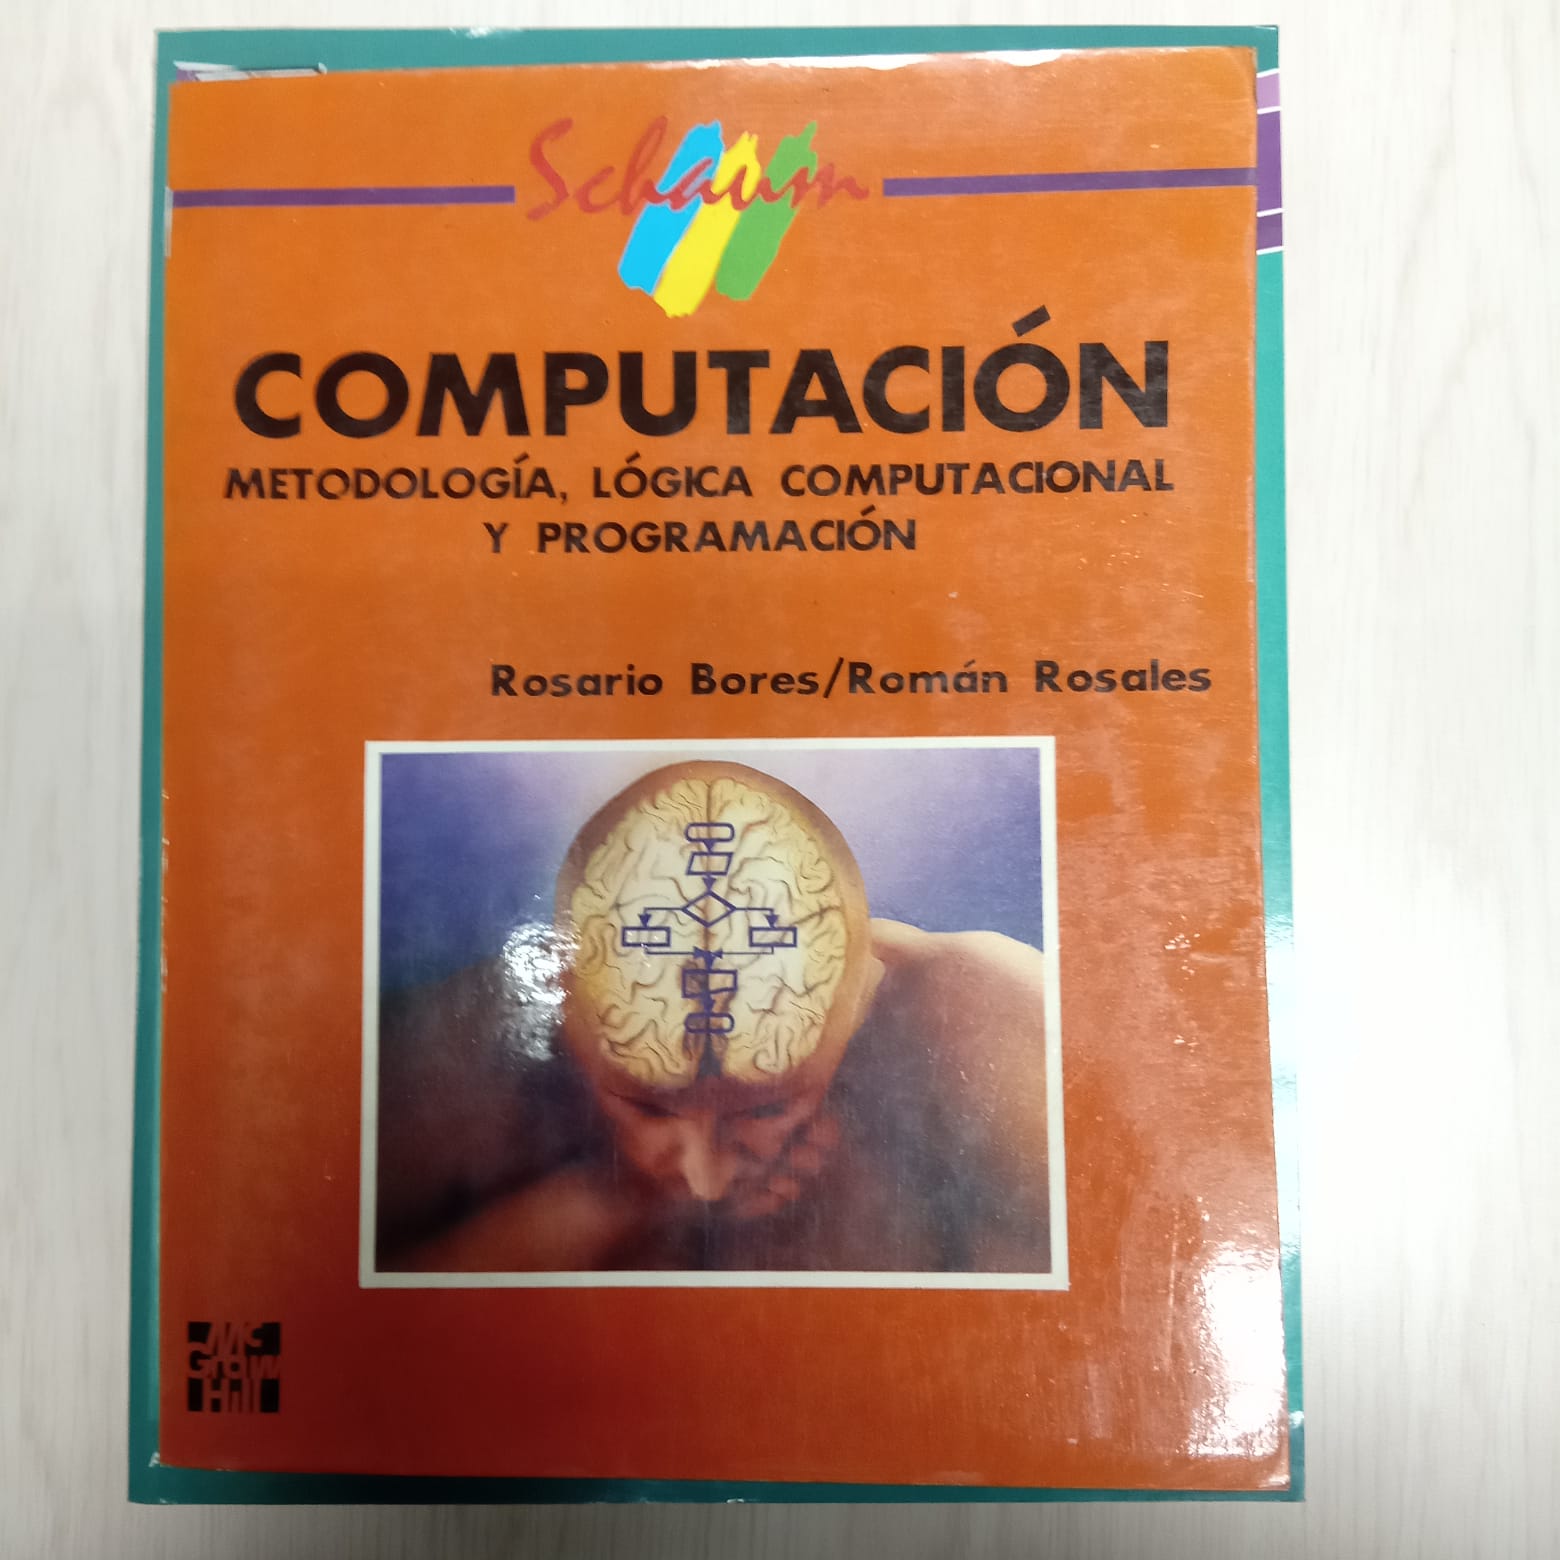 Schaum
COMPUTACIÓN
METODOLOGÍA, LÓGICA COMPUTACIONAL
Y PROGRAMACIÓN
Rosario Bores/Román Rosales
Mc
Graw
Hill